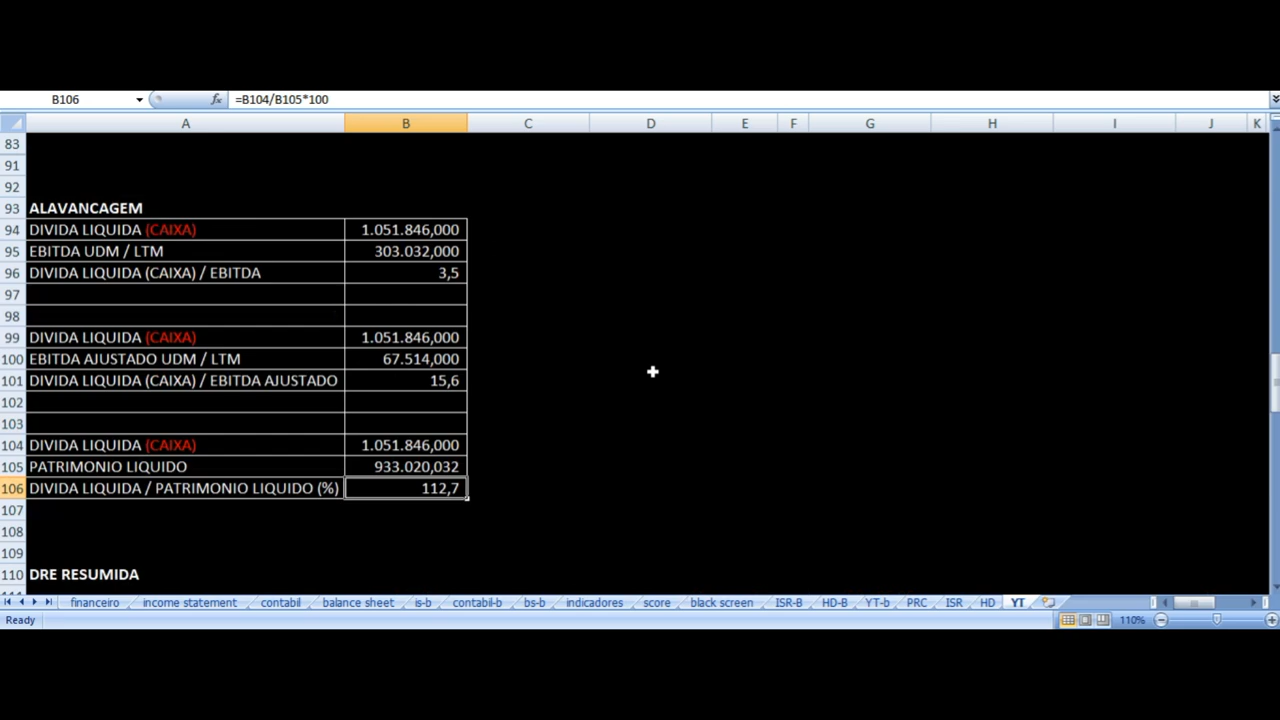 B106 fx =B104/B105*100
A B C D E F G H I J K
83
91
92
93 ALAVANCAGEM
94 DIVIDA LIQUIDA (CAIXA) 1.051.846,000
95 EBITDA UDM / LTM 303.032,000
96 DIVIDA LIQUIDA (CAIXA) / EBITDA 3,5
97
98
99 DIVIDA LIQUIDA (CAIXA) 1.051.846,000
100 EBITDA AJUSTADO UDM / LTM 67.514,000
101 DIVIDA LIQUIDA (CAIXA) / EBITDA AJUSTADO 15,6
102
103
104 DIVIDA LIQUIDA (CAIXA) 1.051.846,000
105 PATRIMONIO LIQUIDO 933.020,032
106 DIVIDA LIQUIDA / PATRIMONIO LIQUIDO (%) 112,7
107
108
109
110 DRE RESUMIDA
financeiro income statement contabil balance sheet is-b contabil-b bs-b indicadores score black screen ISR-B HD-B YT-b PRC ISR HD YT
Ready 110%